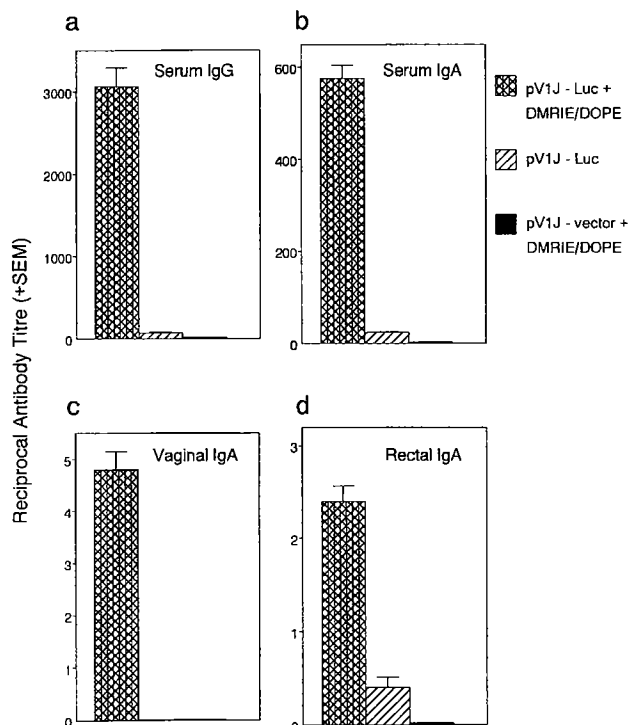 a
Serum IgG
3000
2000
1000
0
b
Serum IgA
600
400
200
0
pV1J - Luc +
DMRIE/DOPE
pV1J - Luc
pV1J - vector +
DMRIE/DOPE
Reciprocal Antibody Titre (+SEM)
c
Vaginal IgA
5
4
3
2
1
0
d
Rectal IgA
3
2
1
0